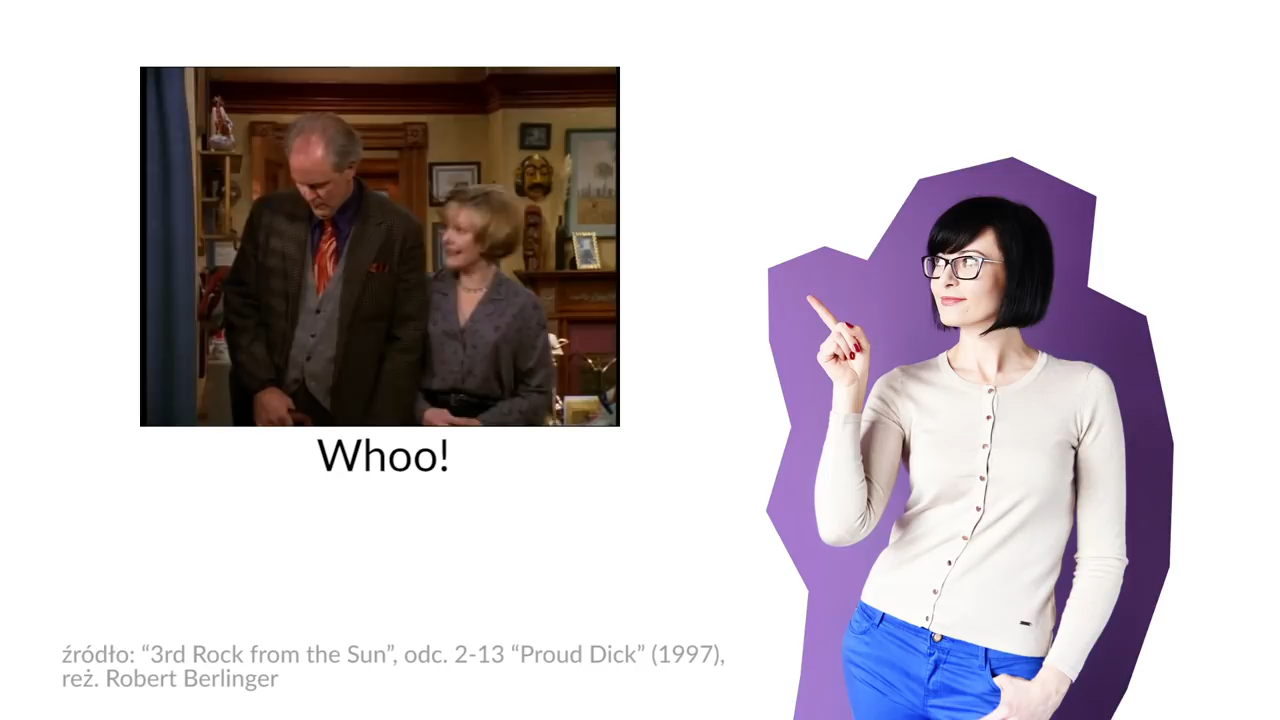 Whoo!
źródło: “3rd Rock from the Sun”, odc. 2-13 “Proud Dick” (1997),
reż. Robert Berlinger